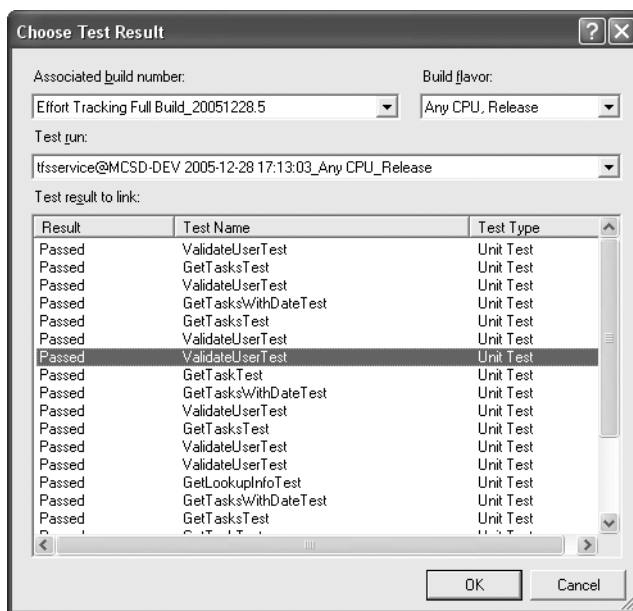 Choose Test Result
Associated build number: Build flavor:
Effort Tracking Full Build_20051228.5 Any CPU, Release
Test run:
tfsservice@MCSD-DEV 2005-12-28 17:13:03_Any CPU_Release
Test result to link:
Result Test Name Test Type
Passed ValidateUserTest Unit Test
Passed GetTasksTest Unit Test
Passed ValidateUserTest Unit Test
Passed GetTasksWithDateTest Unit Test
Passed GetTasksTest Unit Test
Passed ValidateUserTest Unit Test
Passed ValidateUserTest Unit Test
Passed GetTaskTest Unit Test
Passed GetTasksWithDateTest Unit Test
Passed ValidateUserTest Unit Test
Passed GetTasksTest Unit Test
Passed ValidateUserTest Unit Test
Passed ValidateUserTest Unit Test
Passed GetLookupInfoTest Unit Test
Passed GetTasksWithDateTest Unit Test
Passed GetTasksTest Unit Test
OK Cancel